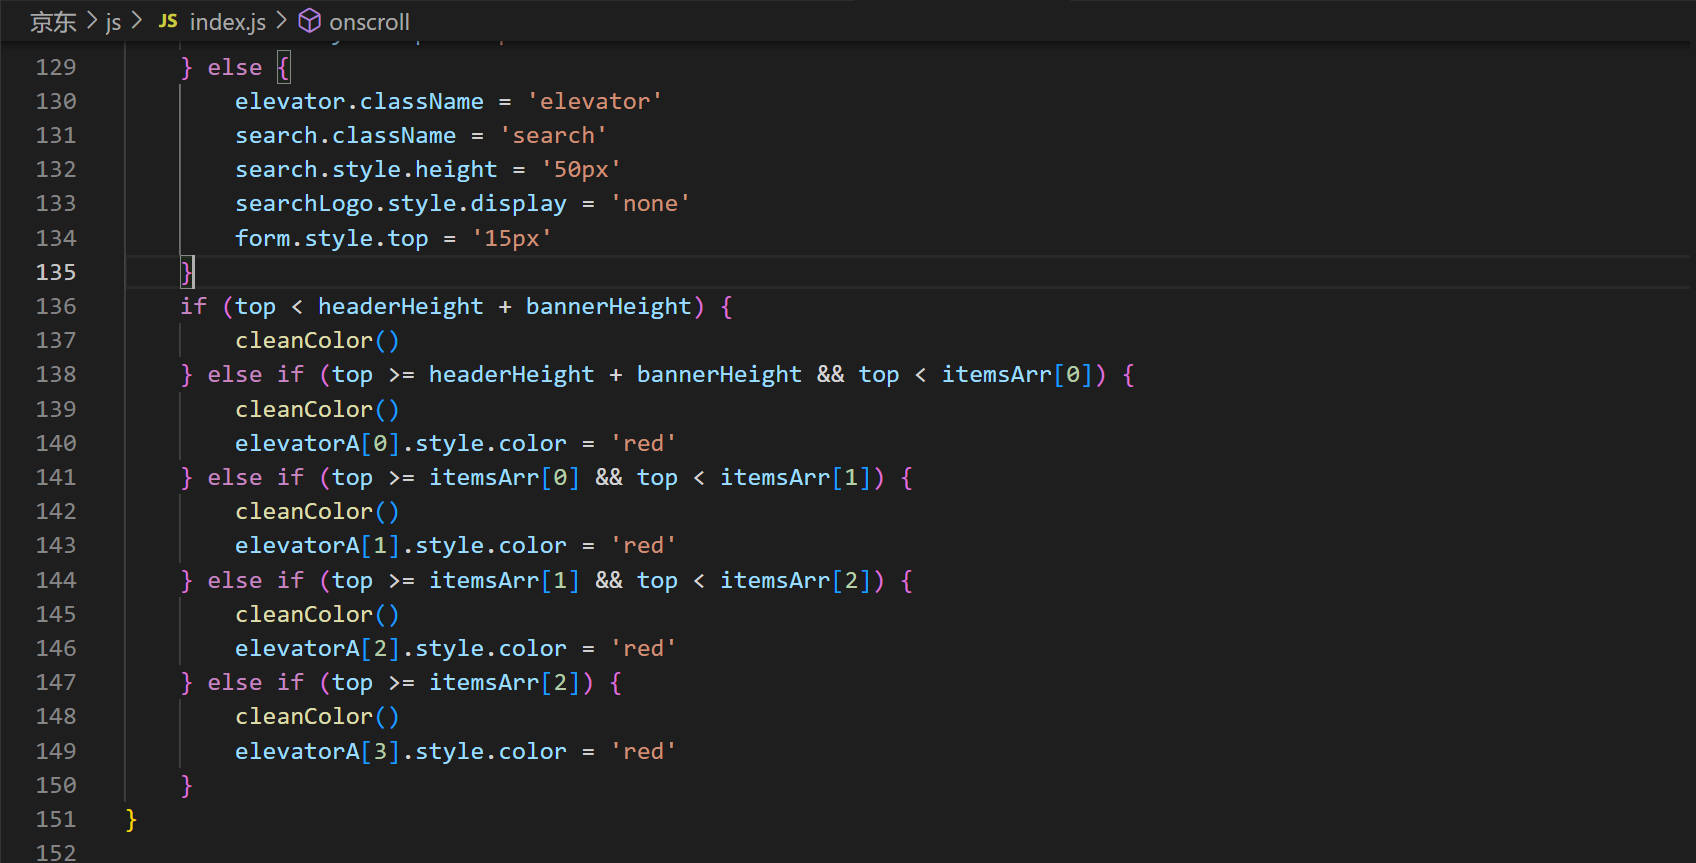 京东 > js > JS index.js > onscroll
129 } else {
130 elevator.className = 'elevator'
131 search.className = 'search'
132 search.style.height = '50px'
133 searchLogo.style.display = 'none'
134 form.style.top = '15px'
135 }
136 if (top < headerHeight + bannerHeight) {
137 cleanColor()
138 } else if (top >= headerHeight + bannerHeight && top < itemsArr[0]) {
139 cleanColor()
140 elevatorA[0].style.color = 'red'
141 } else if (top >= itemsArr[0] && top < itemsArr[1]) {
142 cleanColor()
143 elevatorA[1].style.color = 'red'
144 } else if (top >= itemsArr[1] && top < itemsArr[2]) {
145 cleanColor()
146 elevatorA[2].style.color = 'red'
147 } else if (top >= itemsArr[2]) {
148 cleanColor()
149 elevatorA[3].style.color = 'red'
150 }
151 }
152